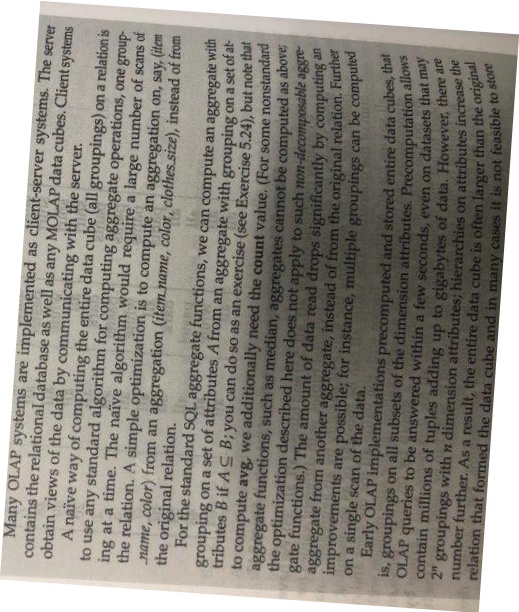 Many OLAP systems are implemented as client-server systems. The server
contains the relational database as well as any MOLAP data cubes. Client systems
obtain views of the data by communicating with the server.
A naïve way of computing the entire data cube (all groupings) on a relation is
to use any standard algorithm for computing aggregate operations, one group-
ing at a time. The naïve algorithm would require a large number of scans of
the relation. A simple optimization is to compute an aggregation on, say, (item
_name, color) from an aggregation (item_name, color, clothes_size), instead of from
the original relation.
For the standard SQL aggregate functions, we can compute an aggregate with
grouping on a set of attributes A from an aggregate with grouping on a set of at-
tributes B if A ⊆ B; you can do so as an exercise (see Exercise 5.24), but note that
to compute avg, we additionally need the count value. (For some nonstandard
aggregate functions, such as median, aggregates cannot be computed as above;
the optimization described here does not apply to such non-decomposable aggre-
gate functions.) The amount of data read drops significantly by computing an
aggregate from another aggregate, instead of from the original relation. Further
improvements are possible; for instance, multiple groupings can be computed
on a single scan of the data.
Early OLAP implementations precomputed and stored entire data cubes, that
is, groupings on all subsets of the dimension attributes. Precomputation allows
OLAP queries to be answered within a few seconds, even on datasets that may
contain millions of tuples adding up to gigabytes of data. However, there are
2ⁿ groupings with n dimension attributes; hierarchies on attributes increase the
number further. As a result, the entire data cube is often larger than the original
relation that formed the data cube and in many cases it is not feasible to store